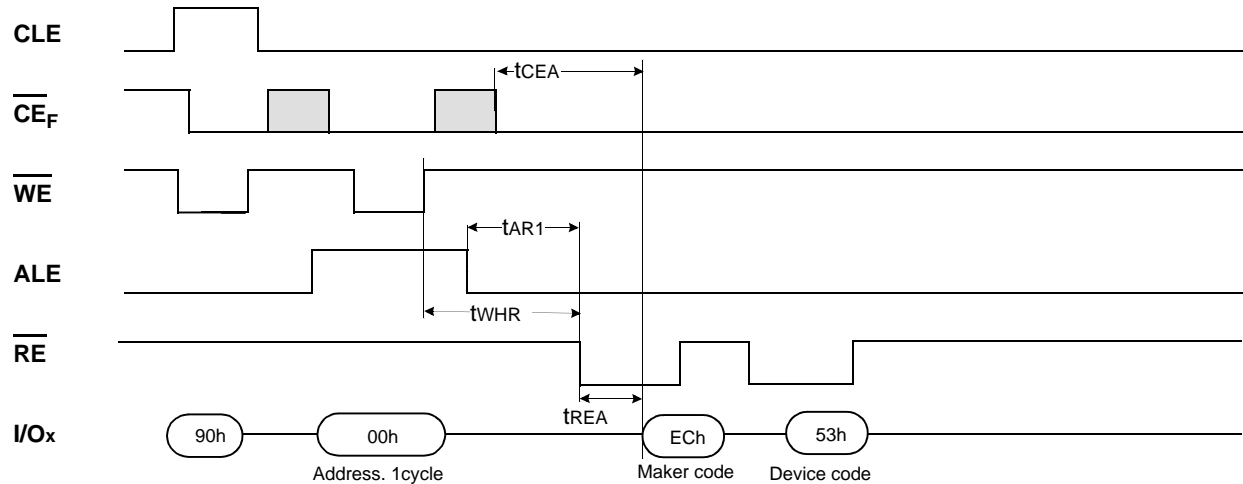 CLE
tCEA
CEF
WE
tAR1
ALE
tWHR
RE
tREA
I/Ox
90h
00h
ECh
53h
Address. 1cycle
Maker code
Device code